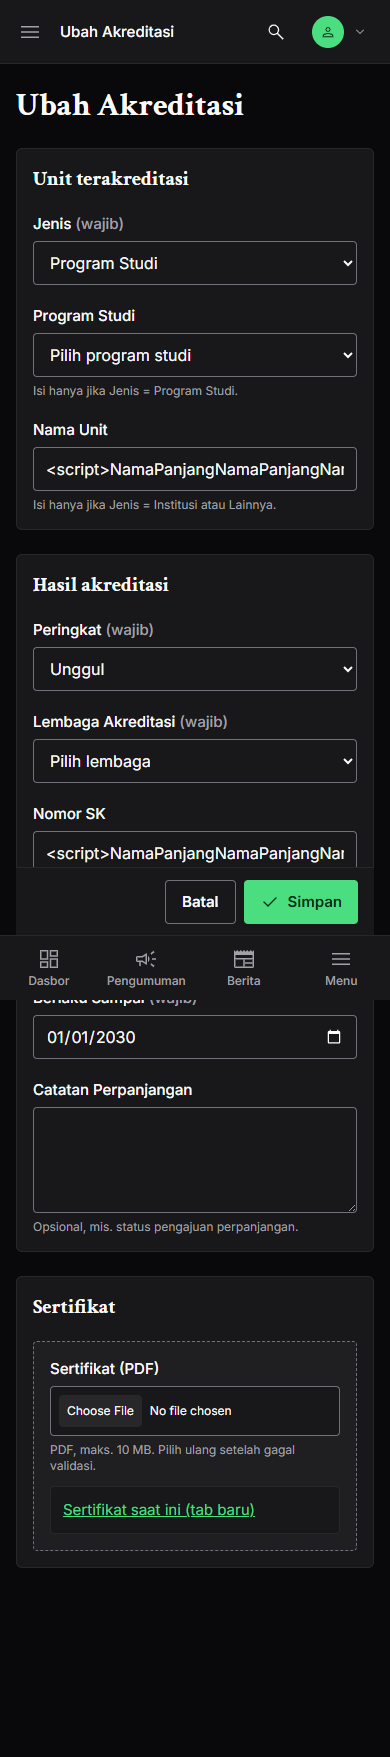 Ubah Akreditasi
Ubah Akreditasi
Unit terakreditasi
Jenis (wajib)
Program Studi
Program Studi
Pilih program studi
Isi hanya jika Jenis = Program Studi.
Nama Unit
<script>NamaPanjangNamaPanjangNar
Isi hanya jika Jenis = Institusi atau Lainnya.
Hasil akreditasi
Peringkat (wajib)
Unggul
Lembaga Akreditasi (wajib)
Pilih lembaga
Nomor SK
<script>NamaPanjangNamaPanjangNar
Batal
Simpan
Dasbor
Pengumuman
Berita
Menu
Berlaku Sampai (wajib)
01/01/2030
Catatan Perpanjangan
Opsional, mis. status pengajuan perpanjangan.
Sertifikat
Sertifikat (PDF)
Choose File No file chosen
PDF, maks. 10 MB. Pilih ulang setelah gagal
validasi.
Sertifikat saat ini (tab baru)